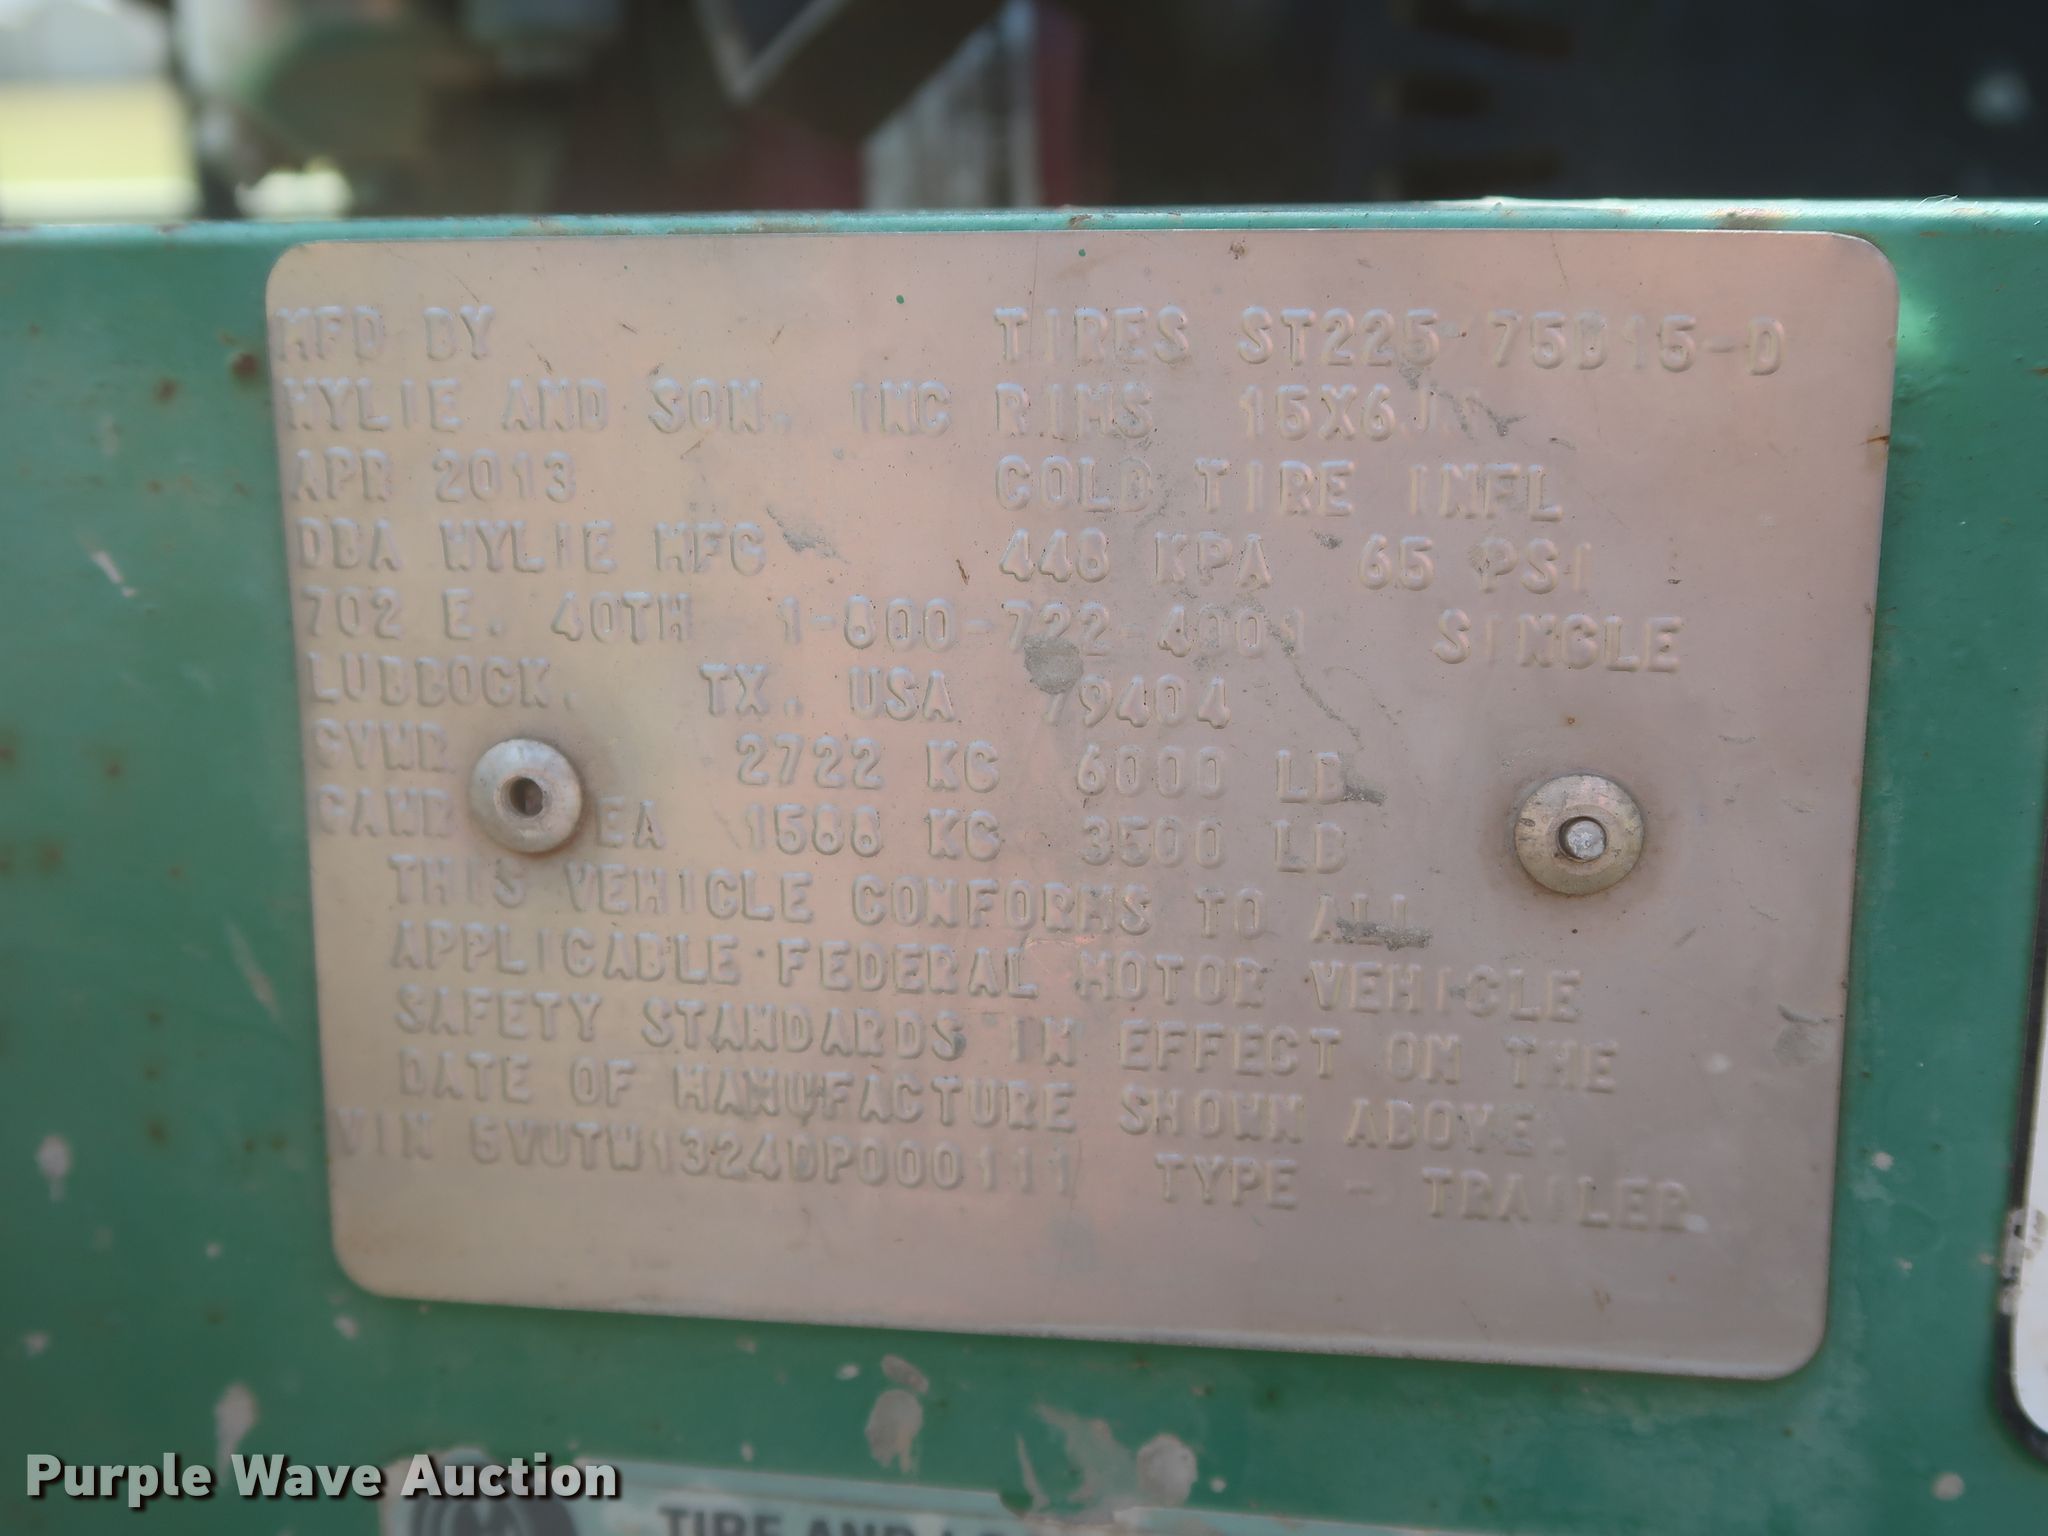 MFD BY TIRES ST225 75D15-D
WYLIE AND SON, INC RIMS 15X6J
APR 2013 COLD TIRE INFL
DBA WYLIE MFG 448 KPA 65 PSI
702 E. 40TH 1-800-722-4001 SINGLE
LUBBOCK, TX. USA 79404
GVWR 2722 KG 6000 LB
GAWR EA 1588 KG 3500 LB
THIS VEHICLE CONFORMS TO ALL
APPLICABLE FEDERAL MOTOR VEHICLE
SAFETY STANDARDS IN EFFECT ON THE
DATE OF MANUFACTURE SHOWN ABOVE.
VIN 5VUTW1324DP000111 TYPE - TRAILER
Purple Wave Auction
TIRE AND